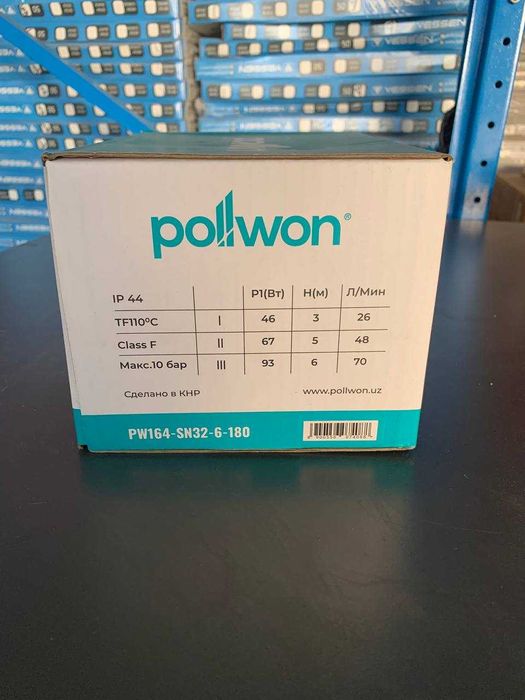 VESSEN
pollwon®
P1(Вт) H(м) Л/Мин
IP 44
TF110°C I 46 3 26
Class F II 67 5 48
Макс.10 бар III 93 6 70
Сделано в КНР www.pollwon.uz
PW164-SN32-6-180